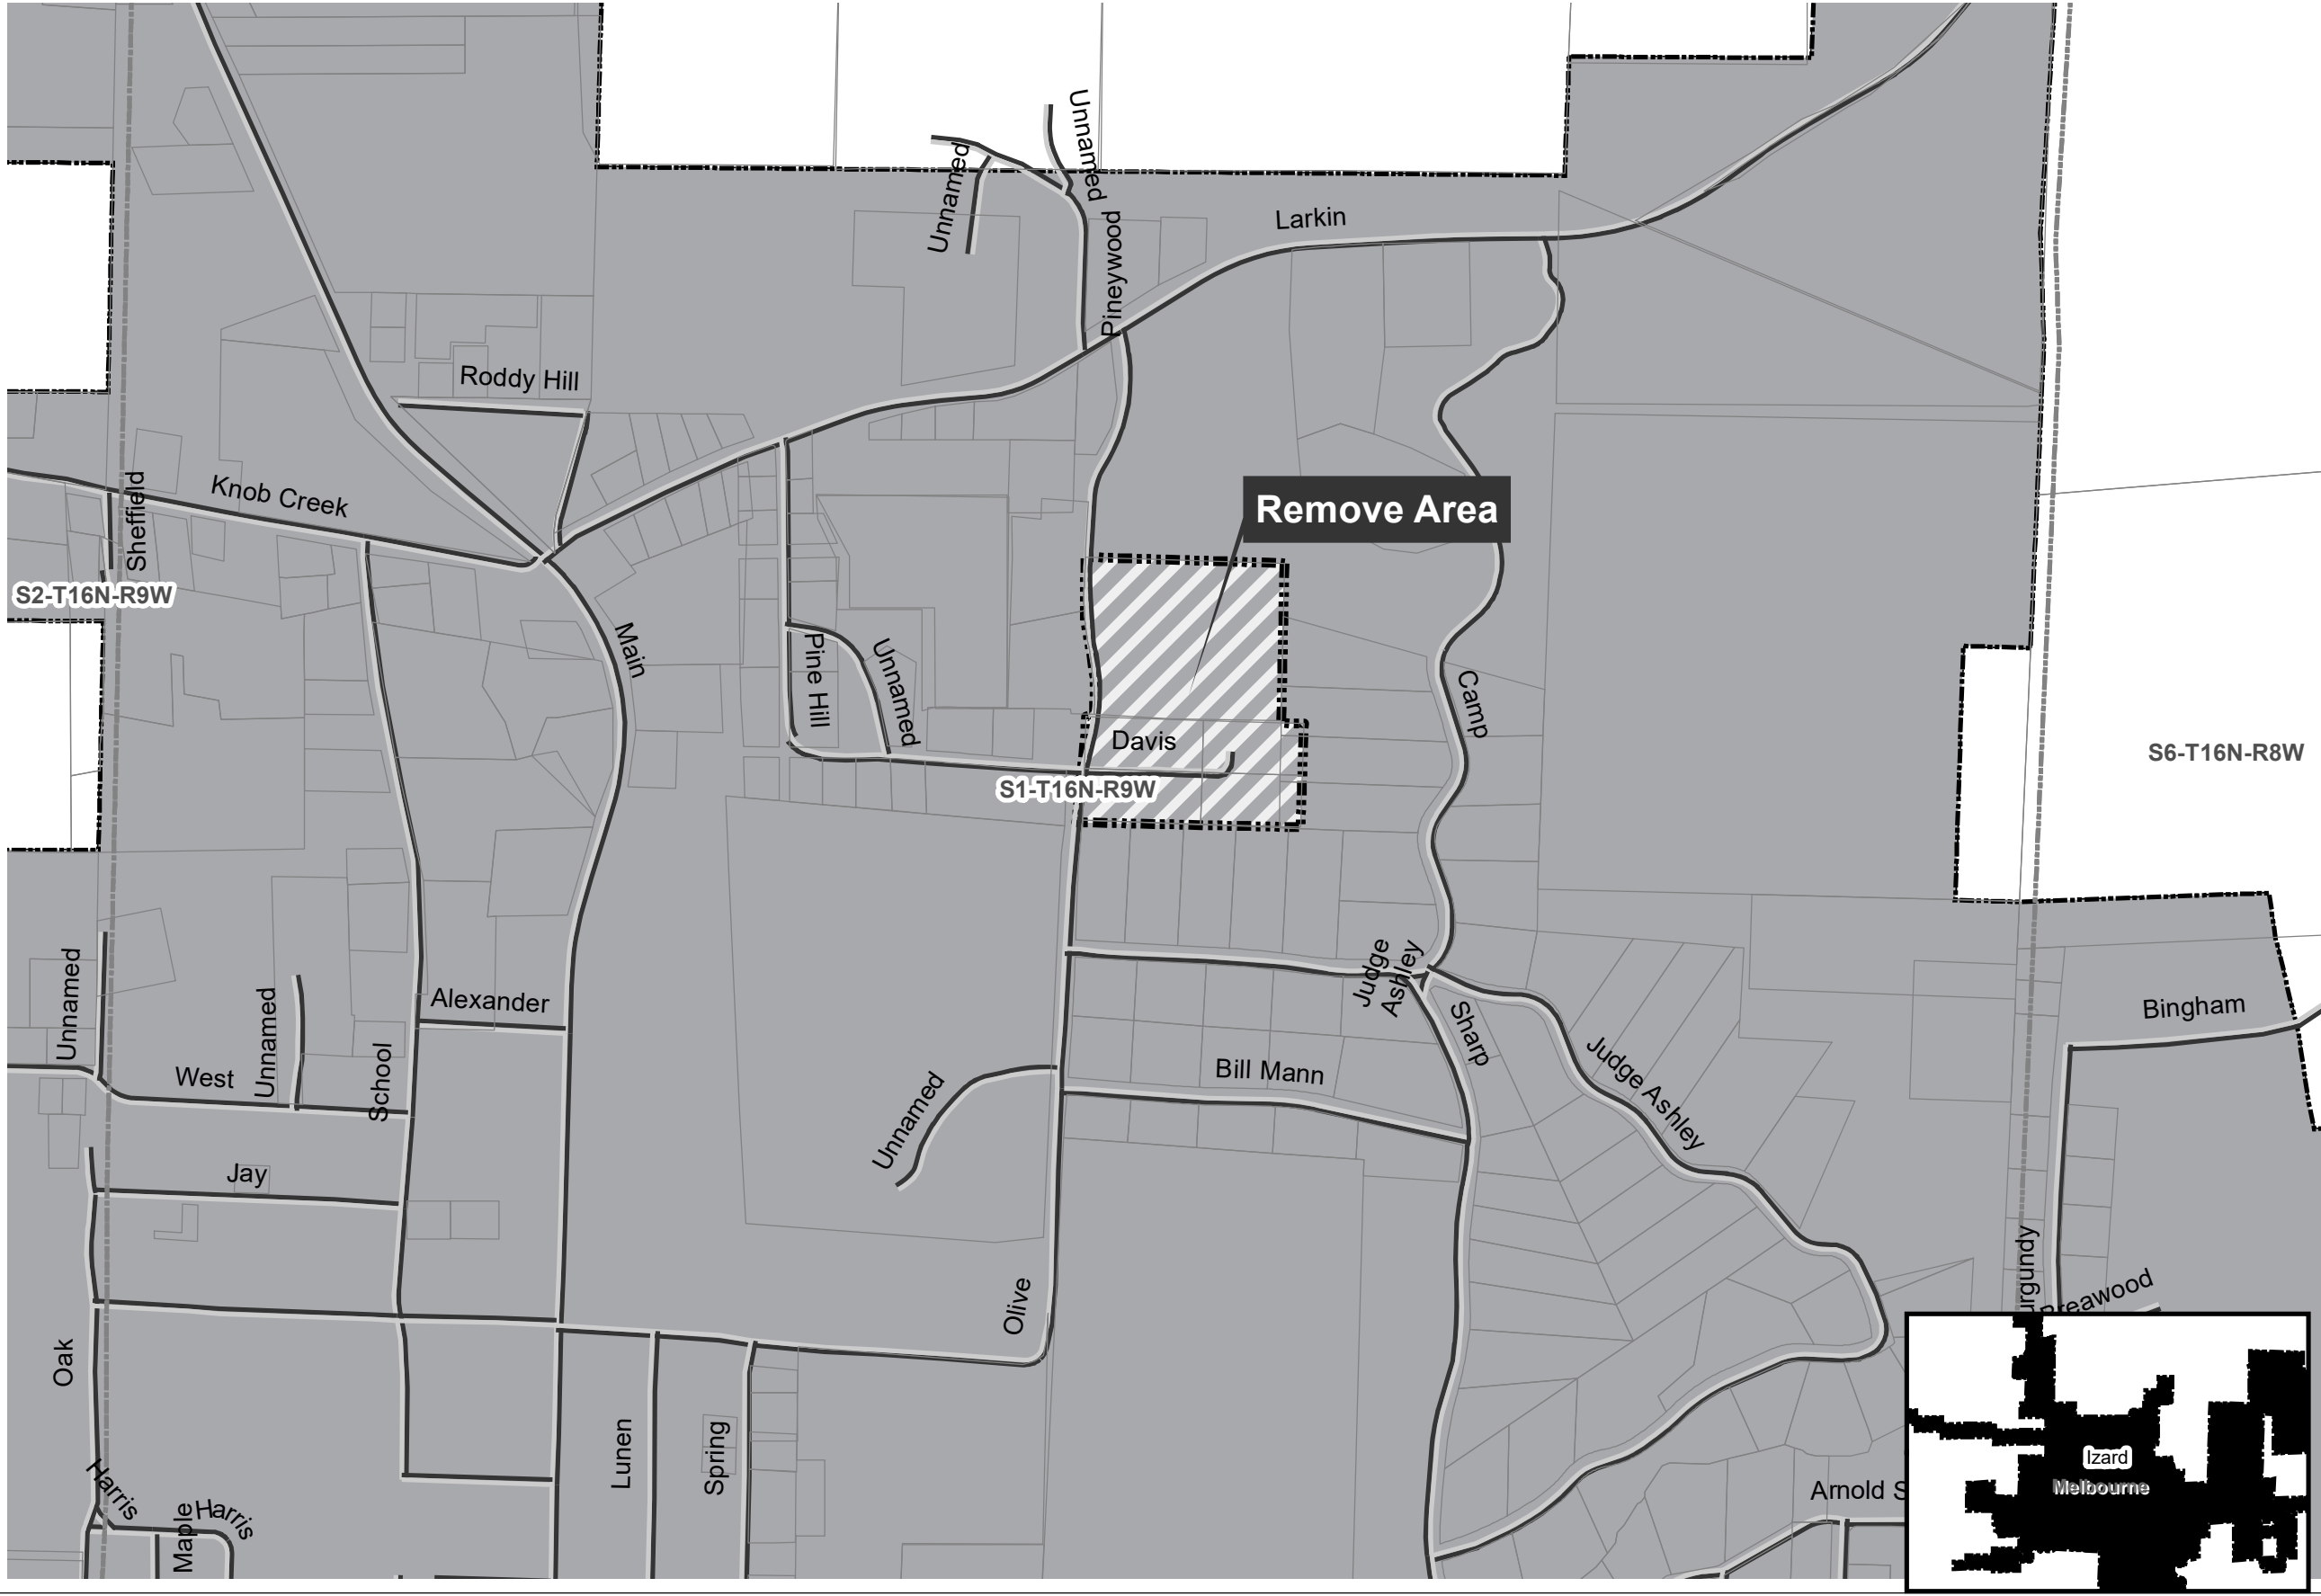 Unnamed
Unnamed
Larkin
Pineywood
Roddy Hill
Remove Area
Knob Creek
Sheffield
S2-T16N-R9W
Main
Pine Hill
Unnamed
Camp
Davis
S6-T16N-R8W
S1-T16N-R9W
Judge
Ashley
Unnamed
Unnamed
Alexander
Sharp
Bingham
West
School
Bill Mann
Judge Ashley
Unnamed
Jay
Olive
urgundy
Breawood
Oak
Lunen
Spring
Izard
Melbourne
Arnold S
Harris
Maple
Harris